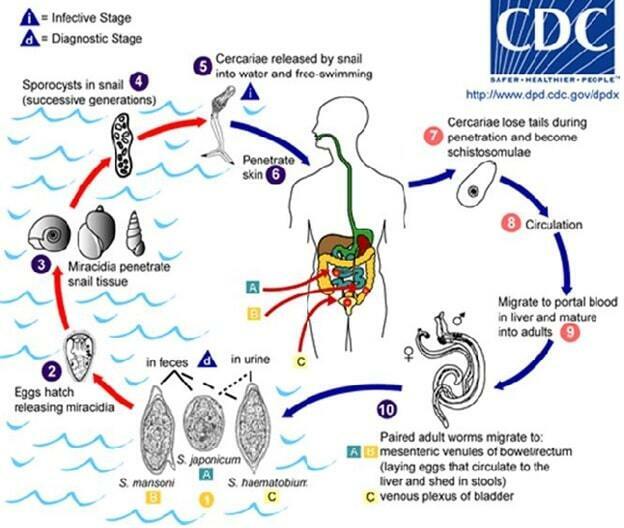 i = Infective Stage
d = Diagnostic Stage
CDC
SAFER•HEALTHIER•PEOPLE™
http://www.dpd.cdc.gov/dpdx
5 Cercariae released by snail
into water and free-swimming
i
Sporocysts in snail 4
(successive generations)
Penetrate
skin 6
7 Cercariae lose tails during
penetration and become
schistosomulae
8 Circulation
3 Miracidia penetrate
snail tissue
A
B
C
Migrate to portal blood
in liver and mature
into adults 9
♀ ♂
2
Eggs hatch
releasing miracidia
in feces d in urine
S. japonicum
A
S. mansoni
B
1
S. haematobium
C
10
Paired adult worms migrate to:
A B mesenteric venules of bowel/rectum
(laying eggs that circulate to the
liver and shed in stools)
C venous plexus of bladder